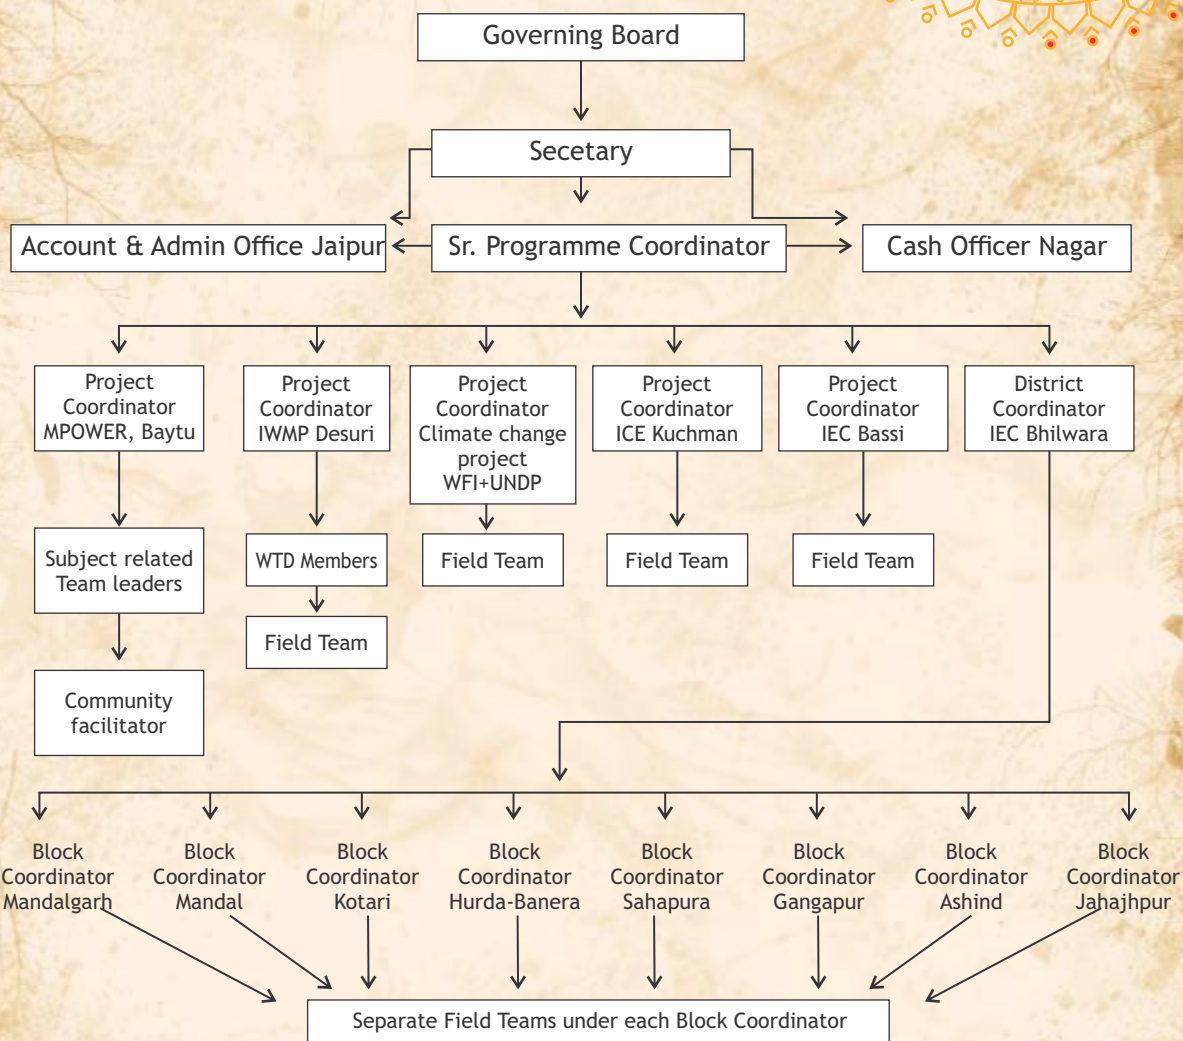 Governing Board
Secetary
Account & Admin Office Jaipur
Sr. Programme Coordinator
Cash Officer Nagar
Project
Coordinator
MPOWER, Baytu
Project
Coordinator
IWMP Desuri
Project
Coordinator
Climate change
project
WFI+UNDP
Project
Coordinator
ICE Kuchman
Project
Coordinator
IEC Bassi
District
Coordinator
IEC Bhilwara
Subject related
Team leaders
WTD Members
Field Team
Field Team
Field Team
Field Team
Community
facilitator
Block
Coordinator
Mandalgarh
Block
Coordinator
Mandal
Block
Coordinator
Kotari
Block
Coordinator
Hurda-Banera
Block
Coordinator
Sahapura
Block
Coordinator
Gangapur
Block
Coordinator
Ashind
Block
Coordinator
Jahajhpur
Separate Field Teams under each Block Coordinator